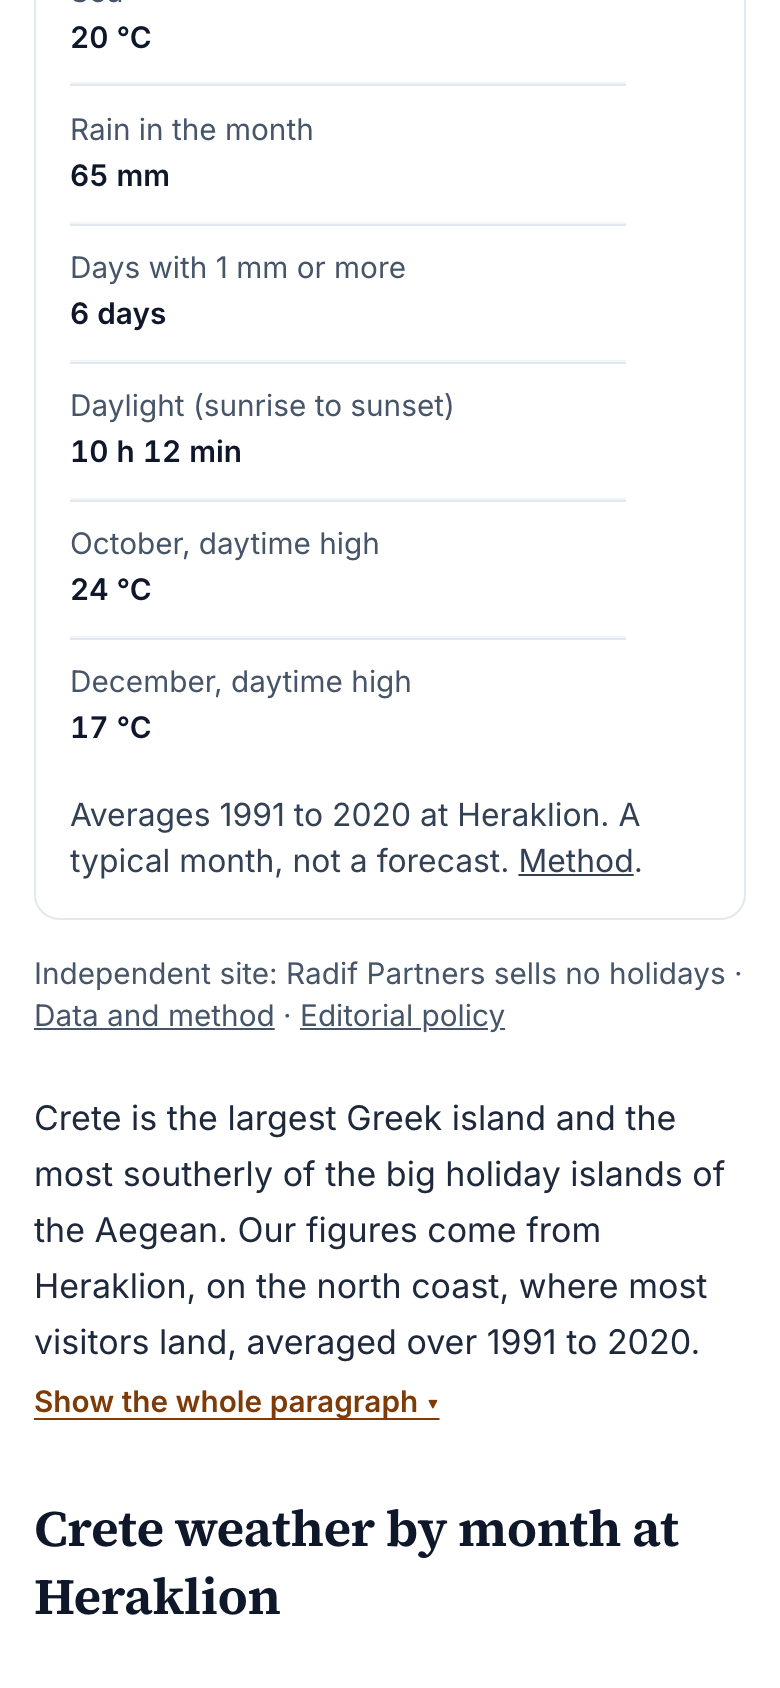 20 °C
Rain in the month
65 mm
Days with 1 mm or more
6 days
Daylight (sunrise to sunset)
10 h 12 min
October, daytime high
24 °C
December, daytime high
17 °C
Averages 1991 to 2020 at Heraklion. A
typical month, not a forecast. Method.
Independent site: Radif Partners sells no holidays ·
Data and method · Editorial policy
Crete is the largest Greek island and the
most southerly of the big holiday islands of
the Aegean. Our figures come from
Heraklion, on the north coast, where most
visitors land, averaged over 1991 to 2020.
Show the whole paragraph ▾
Crete weather by month at
Heraklion